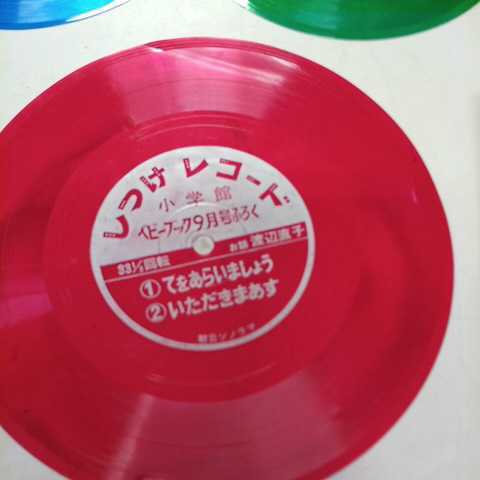 しつけ レコード
小学館
ベビーブック9月号ふろく
お話 渡辺直子
33 1/3回転
①てをあらいましょう
②いただきまあす
朝日ソノラマ